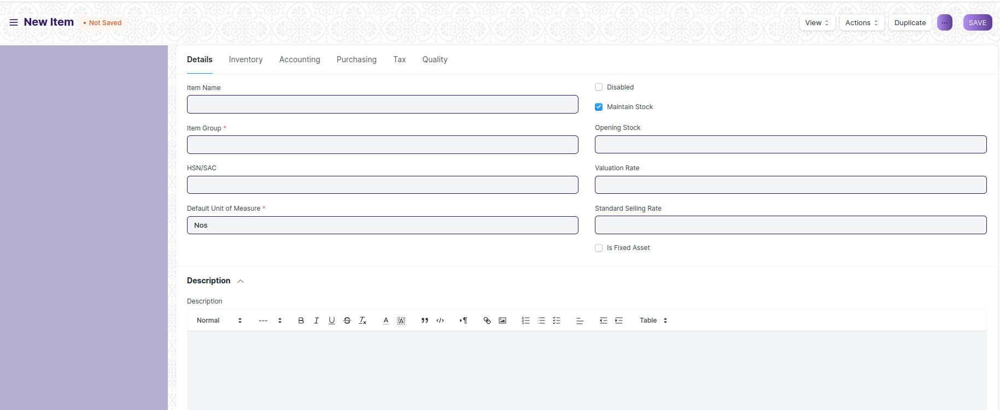 New Item
• Not Saved
View
Actions
Duplicate
...
SAVE
Details
Inventory
Accounting
Purchasing
Tax
Quality
Item Name
Disabled
Maintain Stock
Item Group *
Opening Stock
HSN/SAC
Valuation Rate
Default Unit of Measure *
Nos
Standard Selling Rate
Is Fixed Asset
Description
Description
Normal
---
Table